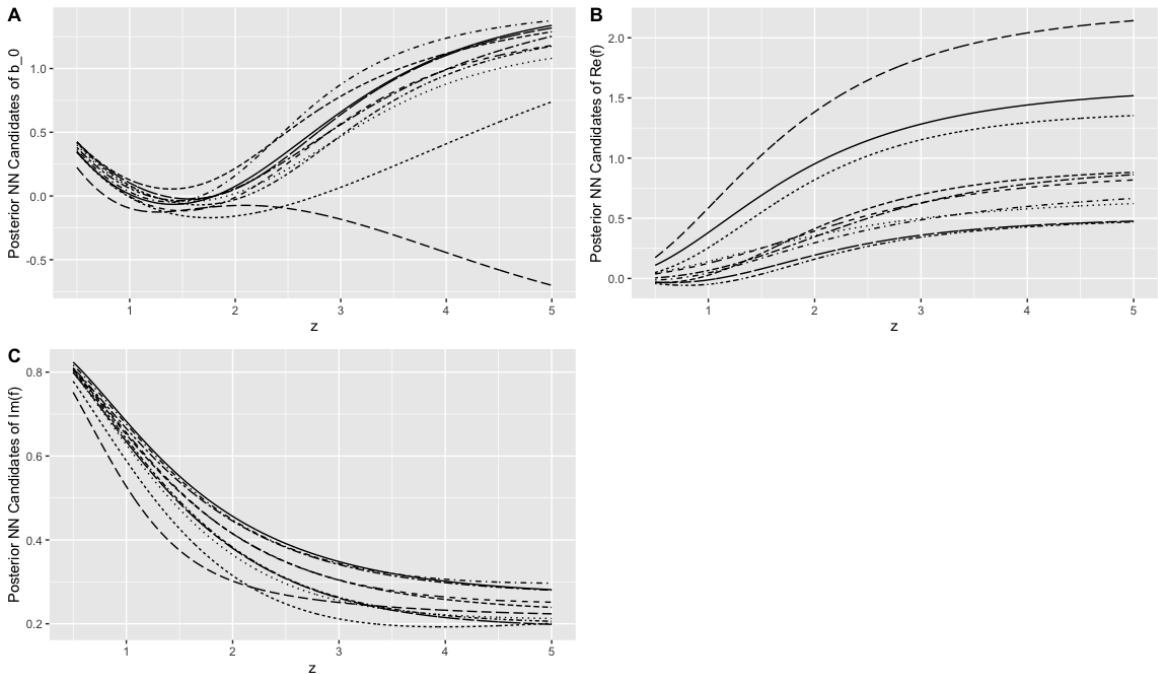 A
Posterior NN Candidates of b_0
1.0
0.5
0.0
-0.5
1 2 3 4 5
z
B
Posterior NN Candidates of Re(f)
2.0
1.5
1.0
0.5
0.0
1 2 3 4 5
z
C
Posterior NN Candidates of Im(f)
0.8
0.6
0.4
0.2
1 2 3 4 5
z